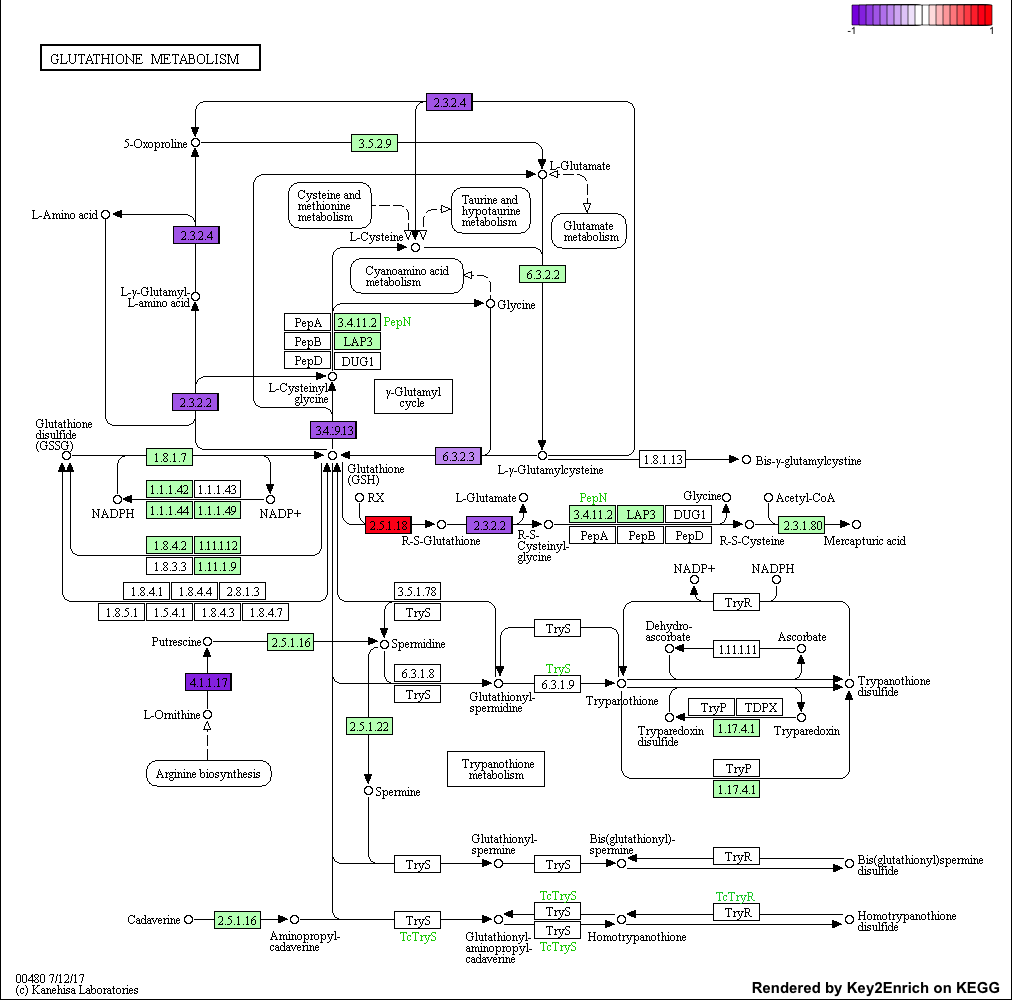 -1
1
GLUTATHIONE METABOLISM
2.3.2.4
5-Oxoproline
3.5.2.9
L-Glutamate
Cysteine and
methionine
metabolism
Taurine and
hypotaurine
metabolism
Glutamate
metabolism
L-Amino acid
2.3.2.4
L-Cysteine
Cyanoamino acid
metabolism
6.3.2.2
L-γ-Glutamyl-
L-amino acid
Glycine
PepA
3.4.11.2
PepN
PepB
LAP3
PepD
DUG1
L-Cysteinyl
glycine
γ-Glutamyl
cycle
2.3.2.2
3.4.19.13
Glutathione
disulfide
(GSSG)
1.8.1.7
6.3.2.3
Glutathione
(GSH)
L-γ-Glutamylcysteine
1.8.1.13
Bis-γ-glutamylcystine
1.1.1.42
1.1.1.43
1.1.1.44
1.1.1.49
NADPH
NADP+
RX
L-Glutamate
PepN
Glycine
Acetyl-CoA
2.5.1.18
2.3.2.2
3.4.11.2
LAP3
DUG1
PepA
PepB
PepD
2.3.1.80
R-S-Glutathione
R-S-
Cysteinyl-
glycine
R-S-Cysteine
Mercapturic acid
1.8.4.2
1.11.1.12
1.8.3.3
1.11.1.9
1.8.4.1
1.8.4.4
2.8.1.3
1.8.5.1
1.5.4.1
1.8.4.3
1.8.4.7
3.5.1.78
TryS
NADP+
NADPH
TryR
Putrescine
2.5.1.16
Spermidine
TryS
Dehydro-
ascorbate
Ascorbate
1.11.1.11
4.1.1.17
6.3.1.8
TryS
TryS
6.3.1.9
Glutathionyl-
spermidine
Trypanothione
Trypanothione
disulfide
L-Ornithine
2.5.1.22
TryP
TDPX
1.17.4.1
Tryparedoxin
disulfide
Tryparedoxin
Arginine biosynthesis
Trypanothione
metabolism
TryP
1.17.4.1
Spermine
Glutathionyl-
spermine
Bis(glutathionyl)-
spermine
TryS
TryS
TryR
Bis(glutathionyl)spermine
disulfide
Cadaverine
2.5.1.16
Aminopropyl-
cadaverine
TryS
TcTryS
TcTryS
TryS
TryS
TcTryS
Glutathionyl-
aminopropyl-
cadaverine
Homotrypanothione
TcTryR
TryR
Homotrypanothione
disulfide
00480 7/12/17
(c) Kanehisa Laboratories
Rendered by Key2Enrich on KEGG